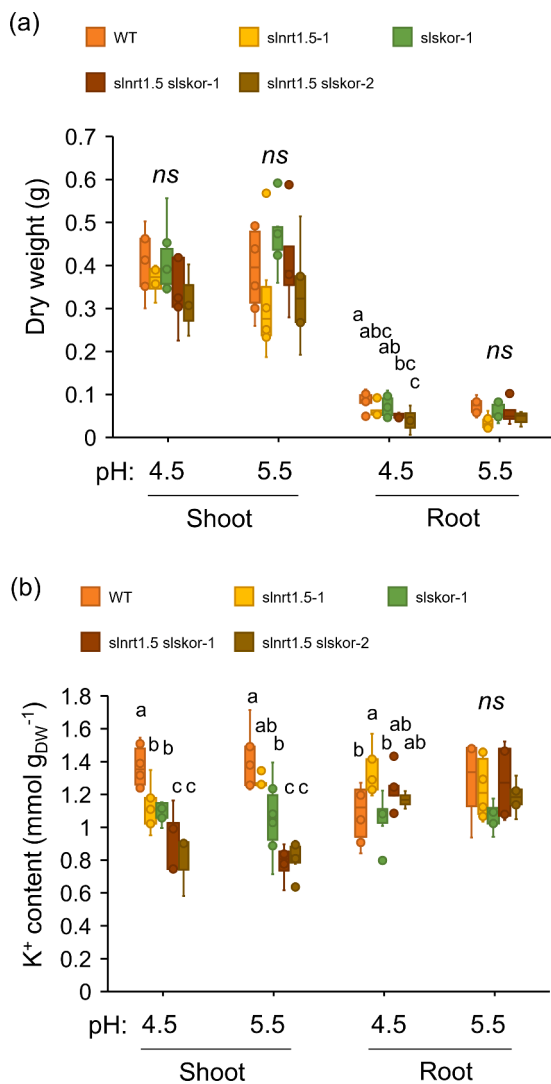 (a)
WT slnrt1.5-1 slskor-1
slnrt1.5 slskor-1 slnrt1.5 slskor-2
Dry weight (g)
0.7
0.6
0.5
0.4
0.3
0.2
0.1
0
ns ns a abc ab bc c ns
pH: 4.5 5.5 4.5 5.5
Shoot Root
(b)
WT slnrt1.5-1 slskor-1
slnrt1.5 slskor-1 slnrt1.5 slskor-2
K⁺ content (mmol g_DW⁻¹)
1.8
1.6
1.4
1.2
1
0.8
0.6
0.4
0.2
0
a b b c c a ab b c c b a b ab ab ns
pH: 4.5 5.5 4.5 5.5
Shoot Root